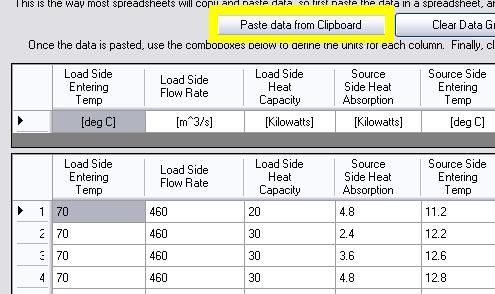 This is the way most spreadsheets will copy and paste data, so first paste the data in a spreadsheet, an
Paste data from Clipboard
Clear Data Gr
Once the data is pasted, use the comboboxes below to define the units for each column. Finally, cl
Load Side Entering Temp
Load Side Flow Rate
Load Side Heat Capacity
Source Side Heat Absorption
Source Side Entering Temp
[deg C] [m^3/s] [Kilowatts] [Kilowatts] [deg C]
Load Side Entering Temp
Load Side Flow Rate
Load Side Heat Capacity
Source Side Heat Absorption
Source Side Entering Temp
1 70 460 20 4.8 11.2
2 70 460 30 2.4 12.2
3 70 460 30 3.6 12.6
4 70 460 30 4.8 12.8